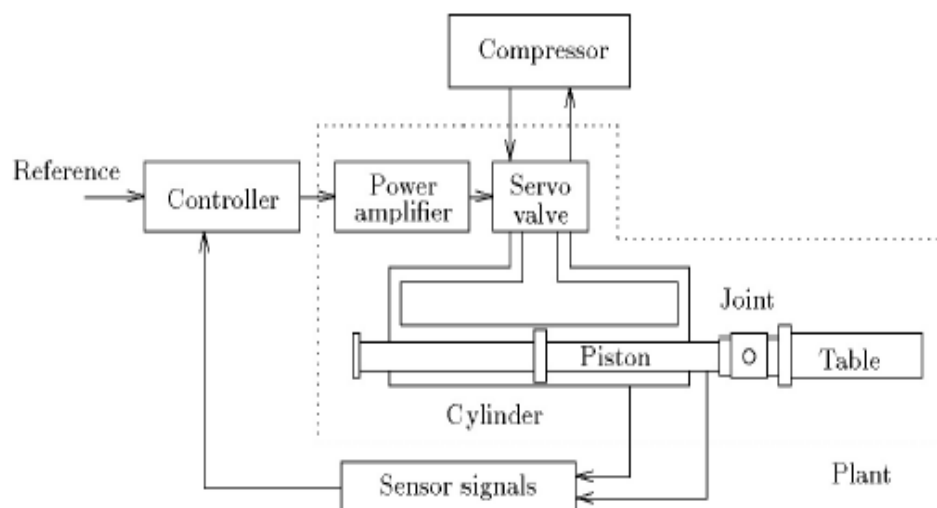 Compressor
Reference
Controller
Power
amplifier
Servo
valve
Joint
Piston
Table
Cylinder
Sensor signals
Plant